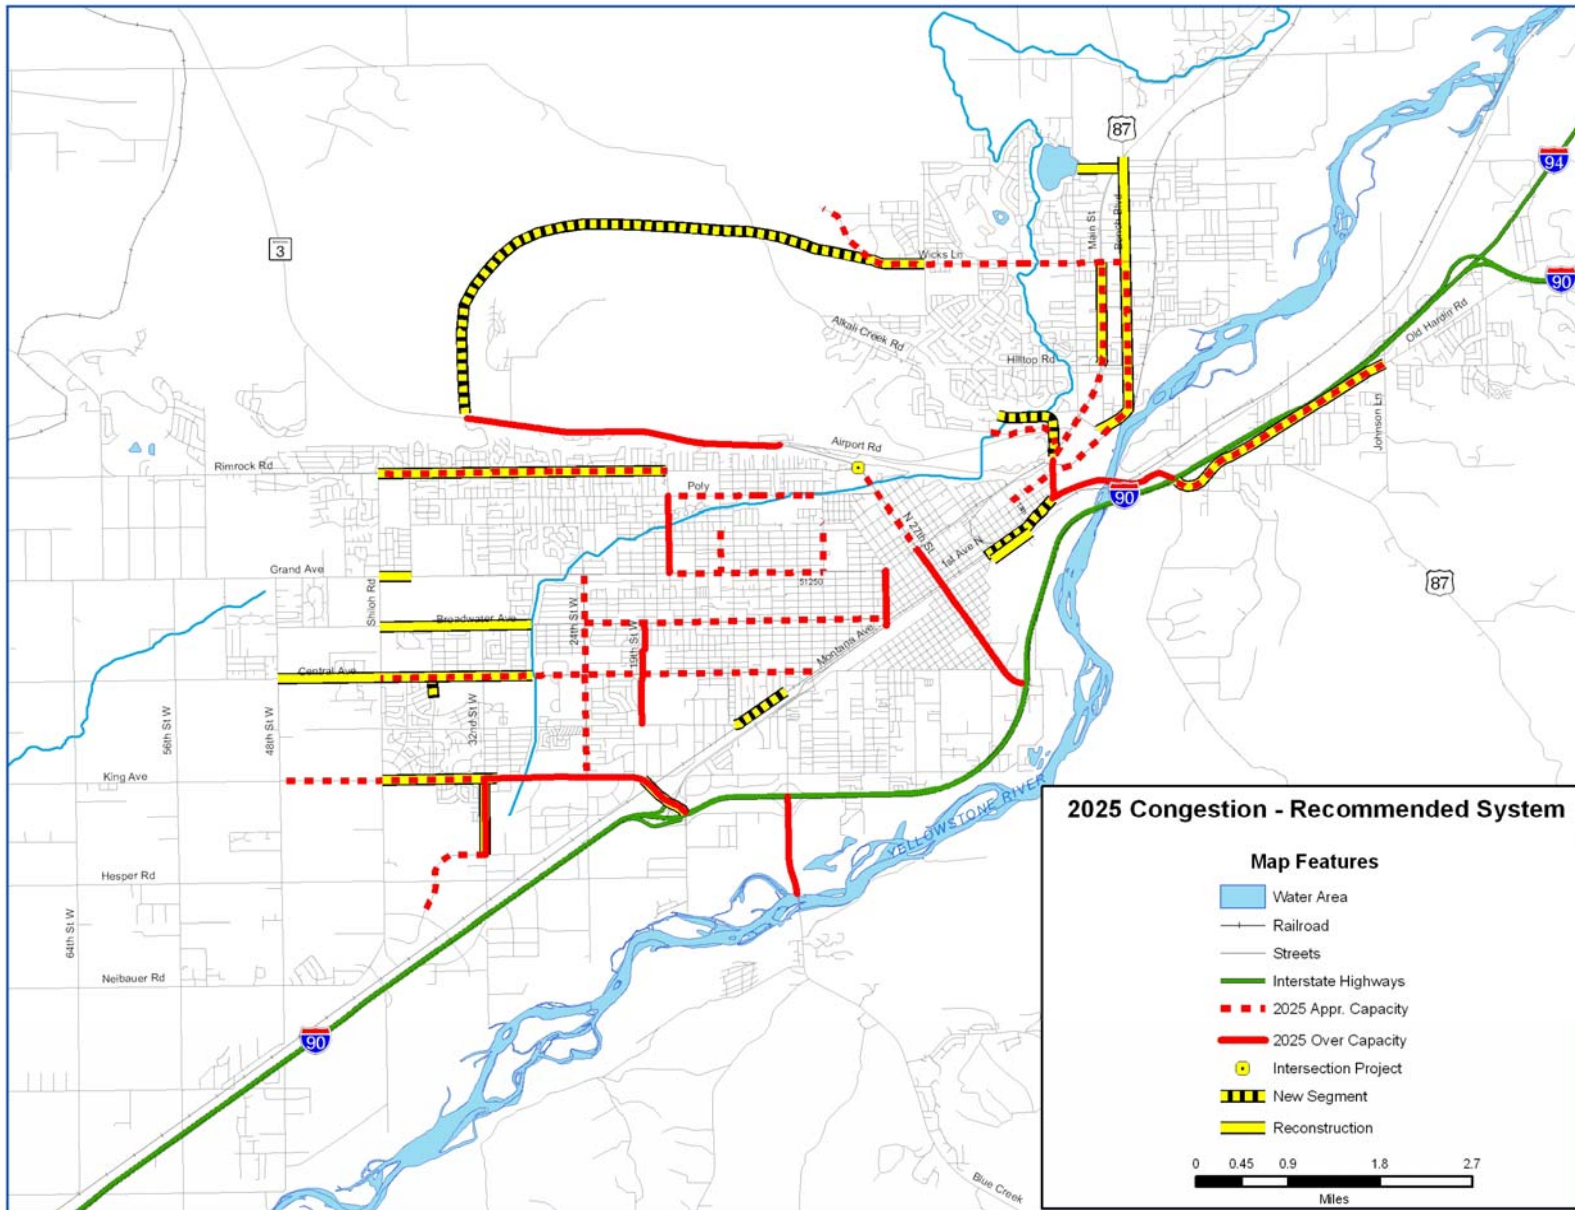 87
94
3
Wicks Ln
Main St
Bench Blvd
90
Old Hardin Rd
Alkali Creek Rd
Hilltop Rd
Johnson Ln
Airport Rd
Rimrock Rd
Poly
90
N 27th St
1st Ave N
Grand Ave
51250
87
Shiloh Rd
Broadwater Ave
24th St W
19th St W
Montana Ave
Central Ave
32nd St W
56th St W
48th St W
King Ave
YELLOWSTONE RIVER
Hesper Rd
64th St W
Neibauer Rd
90
Blue Creek
2025 Congestion - Recommended System
Map Features
Water Area
Railroad
Streets
Interstate Highways
2025 Appr. Capacity
2025 Over Capacity
Intersection Project
New Segment
Reconstruction
0 0.45 0.9 1.8 2.7
Miles